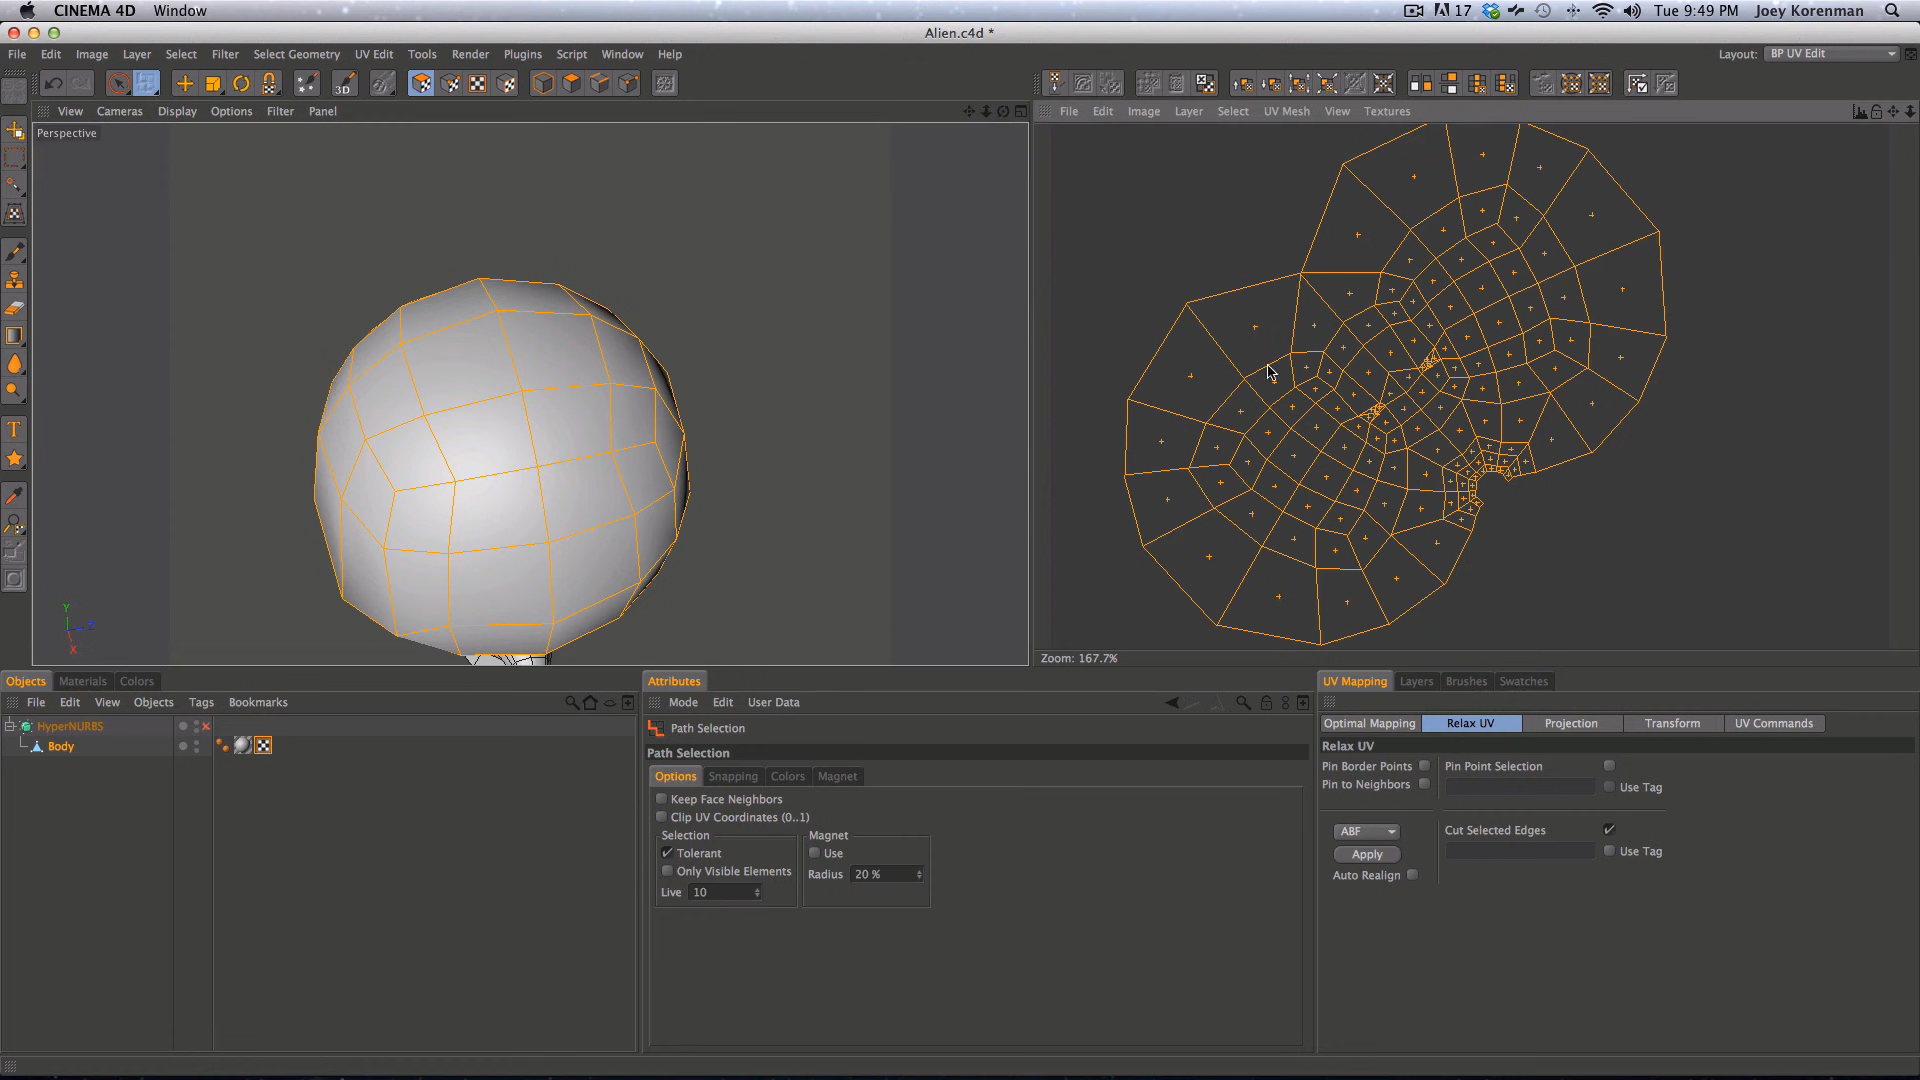 CINEMA 4D Window 17 Tue 9:49 PM Joey Korenman
Alien.c4d *
File Edit Image Layer Select Filter Select Geometry UV Edit Tools Render Plugins Script Window Help Layout: BP UV Edit
3D
View Cameras Display Options Filter Panel
File Edit Image Layer Select UV Mesh View Textures
Perspective
Y
Z
X
Zoom: 167.7%
Objects Materials Colors
File Edit View Objects Tags Bookmarks
HyperNURBS
Body
Attributes
Mode Edit User Data
Path Selection
Path Selection
Options Snapping Colors Magnet
Keep Face Neighbors
Clip UV Coordinates (0..1)
Selection Magnet
Tolerant Use
Only Visible Elements Radius 20 %
Live 10
UV Mapping Layers Brushes Swatches
Optimal Mapping Relax UV Projection Transform UV Commands
Relax UV
Pin Border Points Pin Point Selection
Pin to Neighbors Use Tag
ABF Cut Selected Edges
Apply Use Tag
Auto Realign